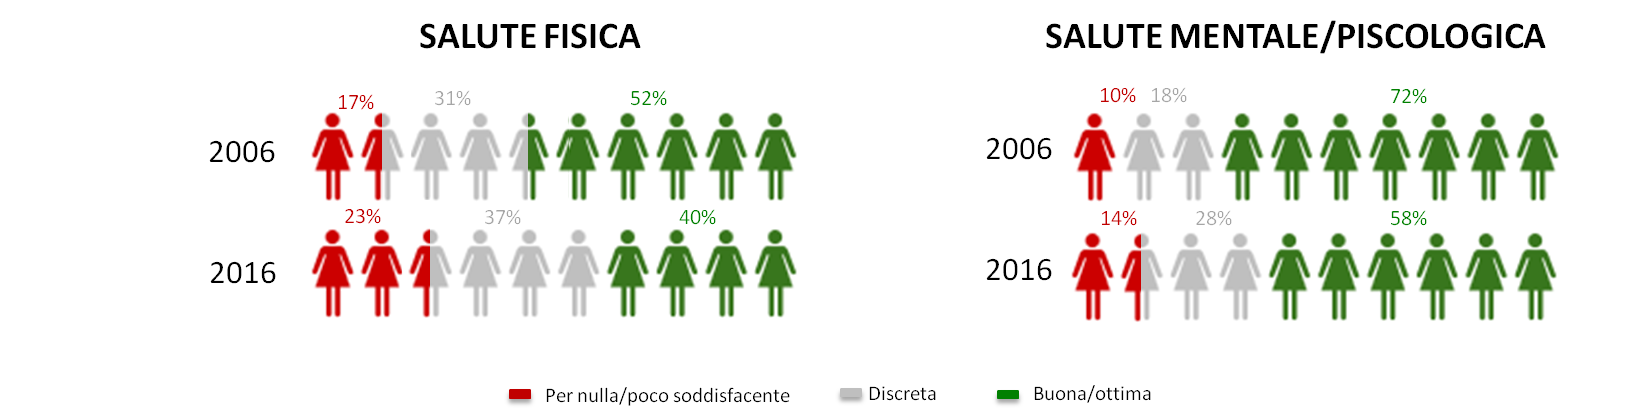 SALUTE FISICA
17% 31% 52%
2006
23% 37% 40%
2016
SALUTE MENTALE/PISCOLOGICA
10% 18% 72%
2006
14% 28% 58%
2016
Per nulla/poco soddisfacente Discreta Buona/ottima